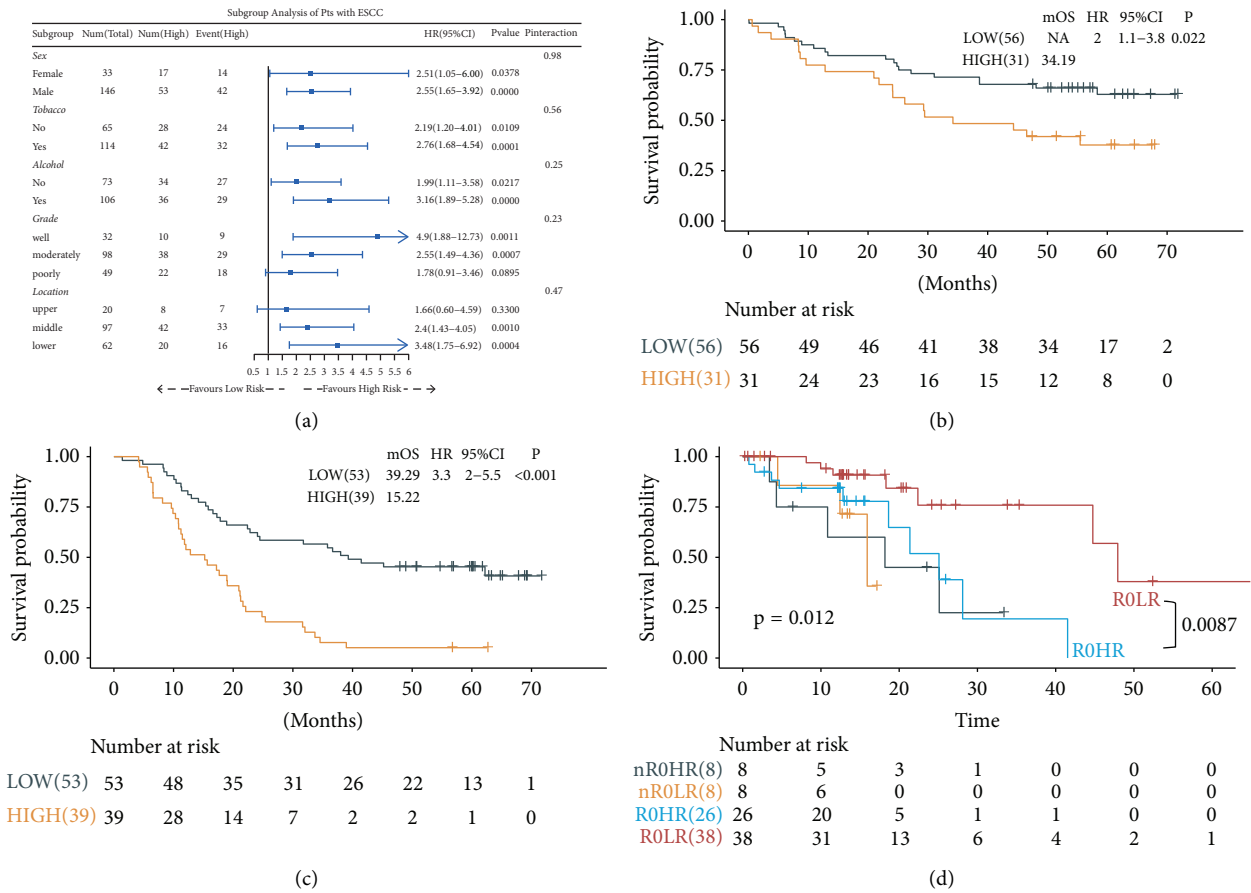 Subgroup Analysis of Pts with ESCC
Subgroup Num(Total) Num(High) Event(High) HR(95%CI) Pvalue Pinteraction
Sex 0.98
Female 33 17 14 2.51(1.05–6.00) 0.0378
Male 146 53 42 2.55(1.65–3.92) 0.0000
Tobacco 0.56
No 65 28 24 2.19(1.20–4.01) 0.0109
Yes 114 42 32 2.76(1.68–4.54) 0.0001
Alcohol 0.25
No 73 34 27 1.99(1.11–3.58) 0.0217
Yes 106 36 29 3.16(1.89–5.28) 0.0000
Grade 0.23
well 32 10 9 4.9(1.88–12.73) 0.0011
moderately 98 38 29 2.55(1.49–4.36) 0.0007
poorly 49 22 18 1.78(0.91–3.46) 0.0895
Location 0.47
upper 20 8 7 1.66(0.60–4.59) 0.3300
middle 97 42 33 2.4(1.43–4.05) 0.0010
lower 62 20 16 3.48(1.75–6.92) 0.0004
0.5 1 1.5 2 2.5 3 3.5 4 4.5 5 5.5 6
Favours Low Risk Favours High Risk
(a)
mOS HR 95%CI P
LOW(56) NA 2 1.1–3.8 0.022
HIGH(31) 34.19
Survival probability
1.00
0.75
0.50
0.25
0.00
0 10 20 30 40 50 60 70
(Months)
Number at risk
LOW(56) 56 49 46 41 38 34 17 2
HIGH(31) 31 24 23 16 15 12 8 0
(b)
mOS HR 95%CI P
LOW(53) 39.29 3.3 2–5.5 <0.001
HIGH(39) 15.22
Survival probability
1.00
0.75
0.50
0.25
0.00
0 10 20 30 40 50 60 70
(Months)
Number at risk
LOW(53) 53 48 35 31 26 22 13 1
HIGH(39) 39 28 14 7 2 2 1 0
(c)
Survival probability
1.00
0.75
0.50
0.25
0.00
p = 0.012
R0LR
0.0087
R0HR
0 10 20 30 40 50 60
Time
Number at risk
nR0HR(8) 8 5 3 1 0 0 0
nR0LR(8) 8 6 0 0 0 0 0
R0HR(26) 26 20 5 1 1 0 0
R0LR(38) 38 31 13 6 4 2 1
(d)